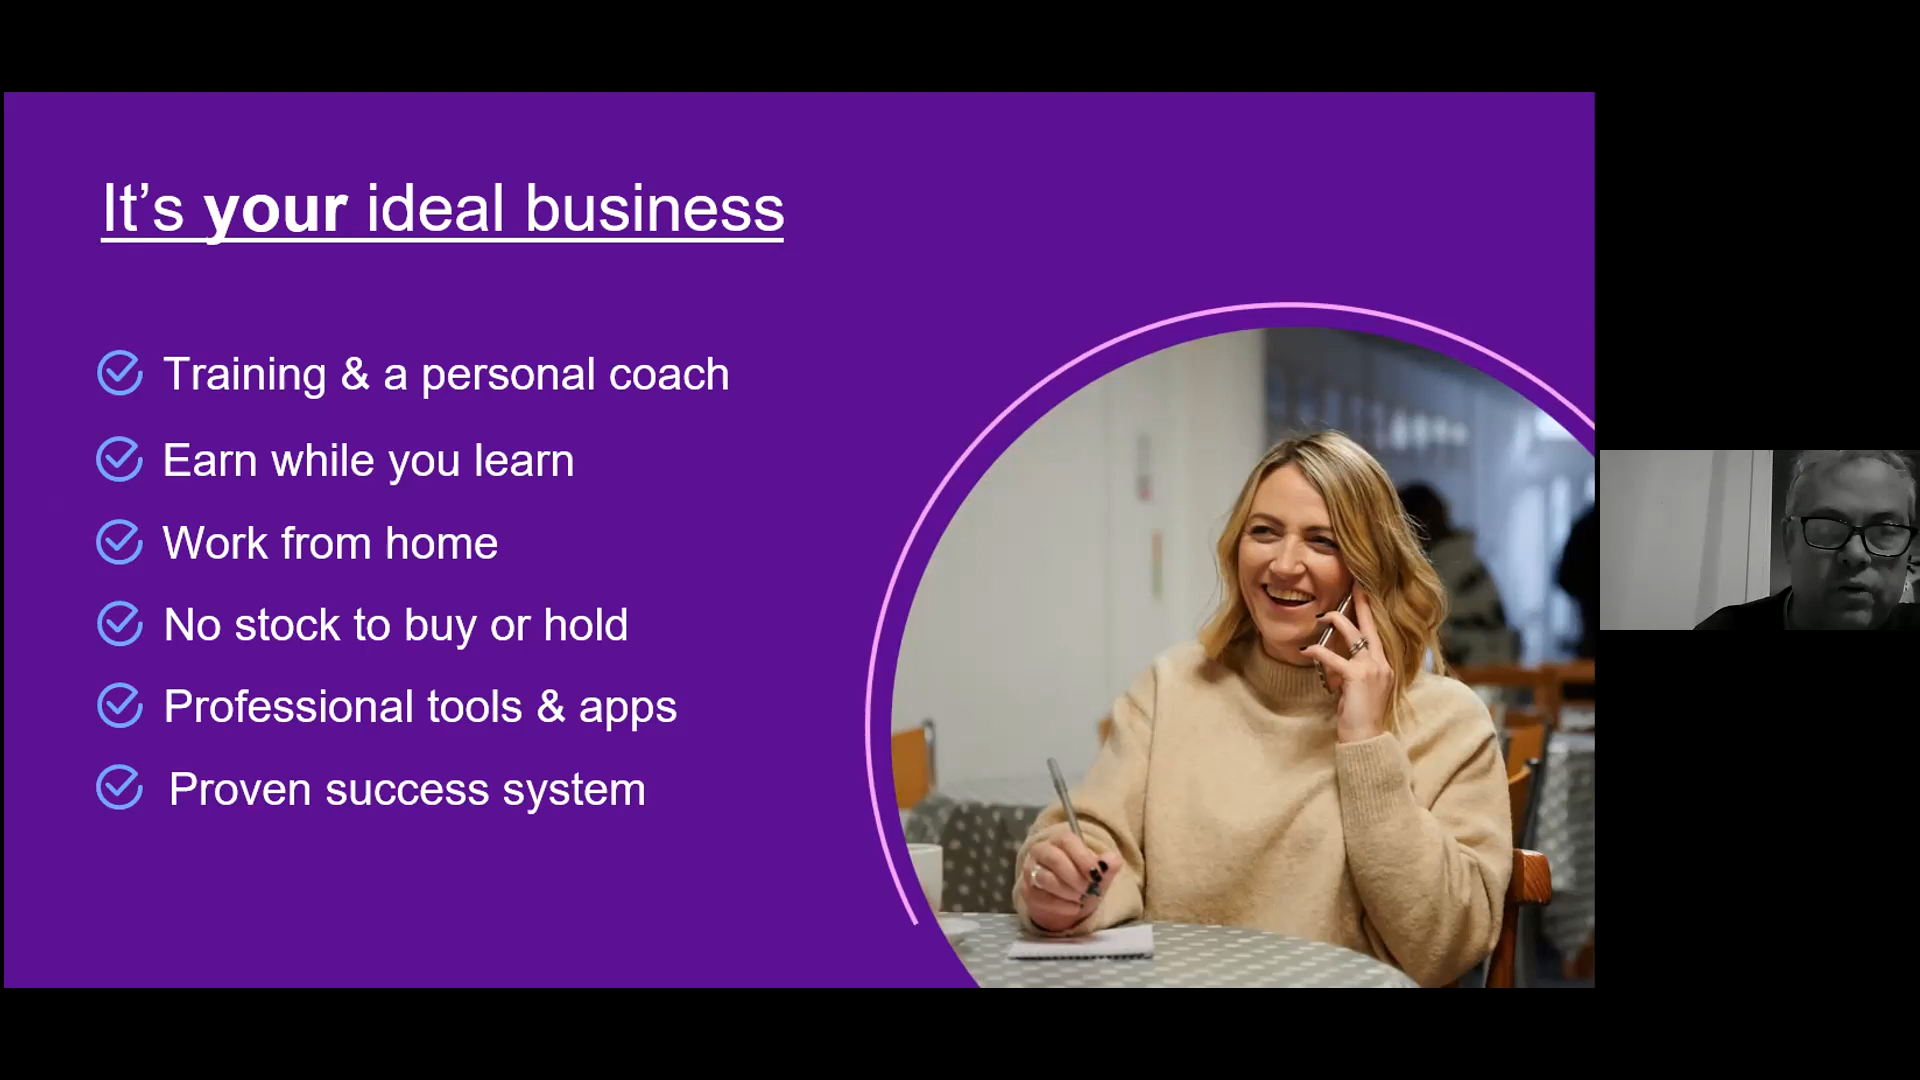 It’s your ideal business
Training & a personal coach
Earn while you learn
Work from home
No stock to buy or hold
Professional tools & apps
Proven success system